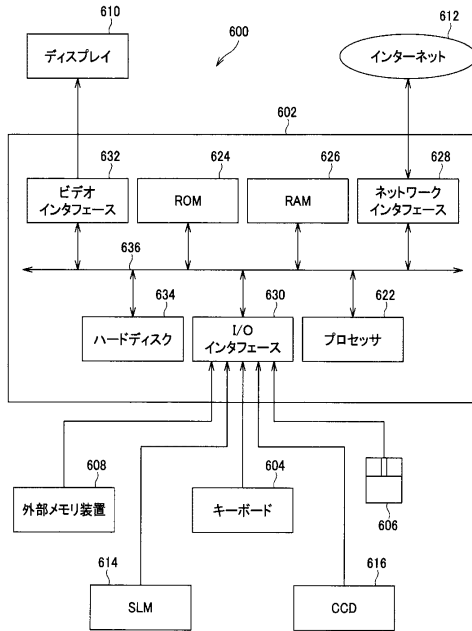 610
ディスプレイ
600
612
インターネット
602
632
ビデオ
インタフェース
624
ROM
626
RAM
628
ネットワーク
インタフェース
636
634
ハードディスク
630
I/O
インタフェース
622
プロセッサ
608
外部メモリ装置
604
キーボード
606
614
SLM
616
CCD